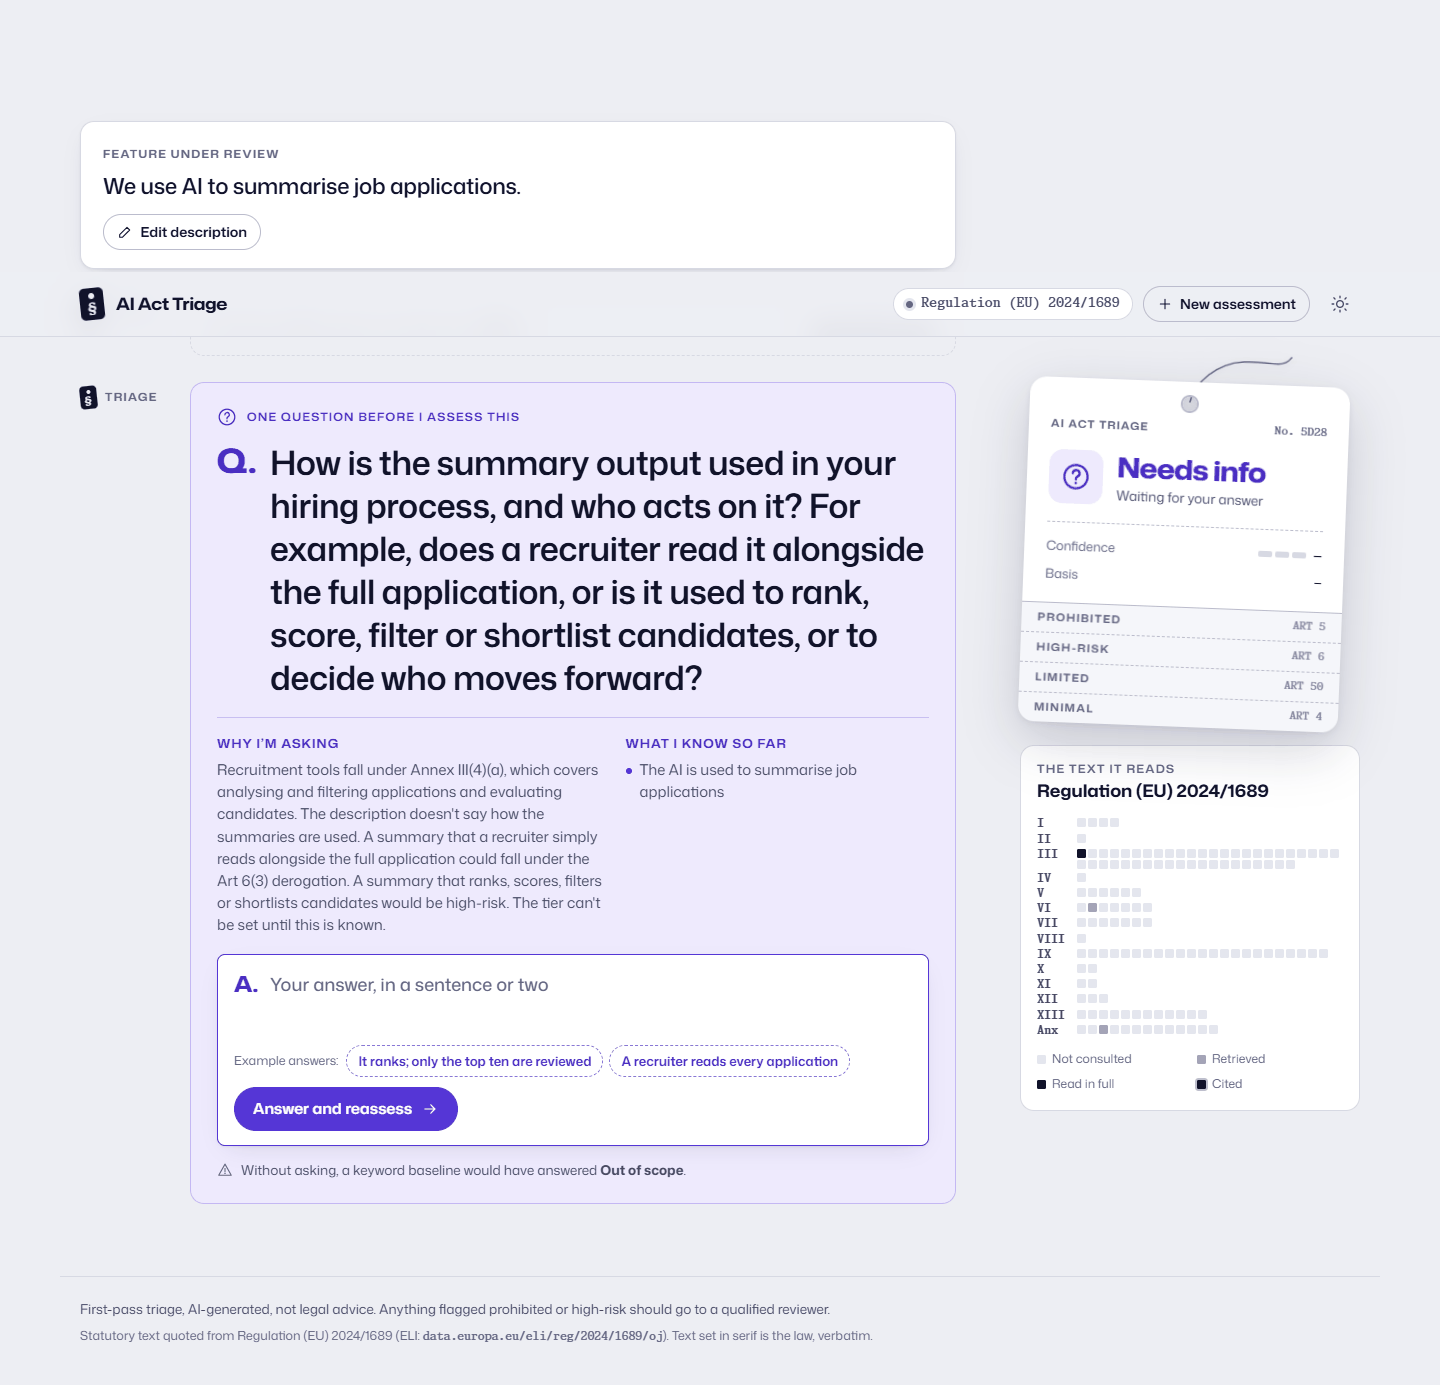 FEATURE UNDER REVIEW
We use AI to summarise job applications.
Edit description
§
AI Act Triage
Regulation (EU) 2024/1689
New assessment
§
TRIAGE
ONE QUESTION BEFORE I ASSESS THIS
Q.
How is the summary output used in your
hiring process, and who acts on it? For
example, does a recruiter read it alongside
the full application, or is it used to rank,
score, filter or shortlist candidates, or to
decide who moves forward?
WHY I'M ASKING
Recruitment tools fall under Annex III(4)(a), which covers
analysing and filtering applications and evaluating
candidates. The description doesn't say how the
summaries are used. A summary that a recruiter simply
reads alongside the full application could fall under the
Art 6(3) derogation. A summary that ranks, scores, filters
or shortlists candidates would be high-risk. The tier can't
be set until this is known.
WHAT I KNOW SO FAR
The AI is used to summarise job
applications
A. Your answer, in a sentence or two
Example answers: It ranks; only the top ten are reviewed A recruiter reads every application
Answer and reassess →
Without asking, a keyword baseline would have answered Out of scope.
AI ACT TRIAGE No. 5D28
Needs info
Waiting for your answer
Confidence –
Basis –
PROHIBITED ART 5
HIGH-RISK ART 6
LIMITED ART 50
MINIMAL ART 4
THE TEXT IT READS
Regulation (EU) 2024/1689
I
II
III
IV
V
VI
VII
VIII
IX
X
XI
XII
XIII
Anx
Not consulted Retrieved
Read in full Cited
First-pass triage, AI-generated, not legal advice. Anything flagged prohibited or high-risk should go to a qualified reviewer.
Statutory text quoted from Regulation (EU) 2024/1689 (ELI: data.europa.eu/eli/reg/2024/1689/oj). Text set in serif is the law, verbatim.